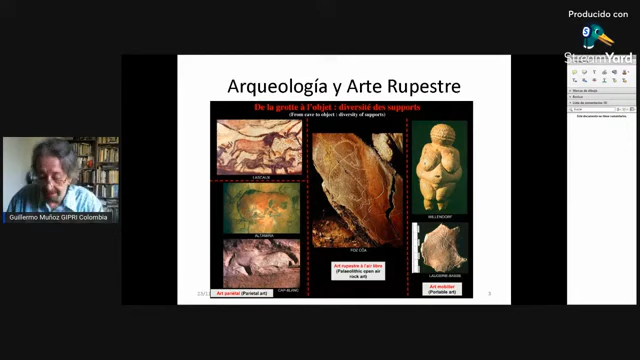 Producido con
StreamYard
Arqueología y Arte Rupestre
De la grotte à l'objet : diversité des supports
(From cave to object : diversity of supports)
LASCAUX
ALTAMIRA
CAP-BLANC
Art pariétal (Parietal art)
FOZ CÔA
Art rupestre à l'air libre
(Palaeolithic open air
rock art)
WILLENDORF
LAUGERIE-BASSE
Art mobilier
(Portable art)
3
Guillermo Muñoz GIPRI Colombia